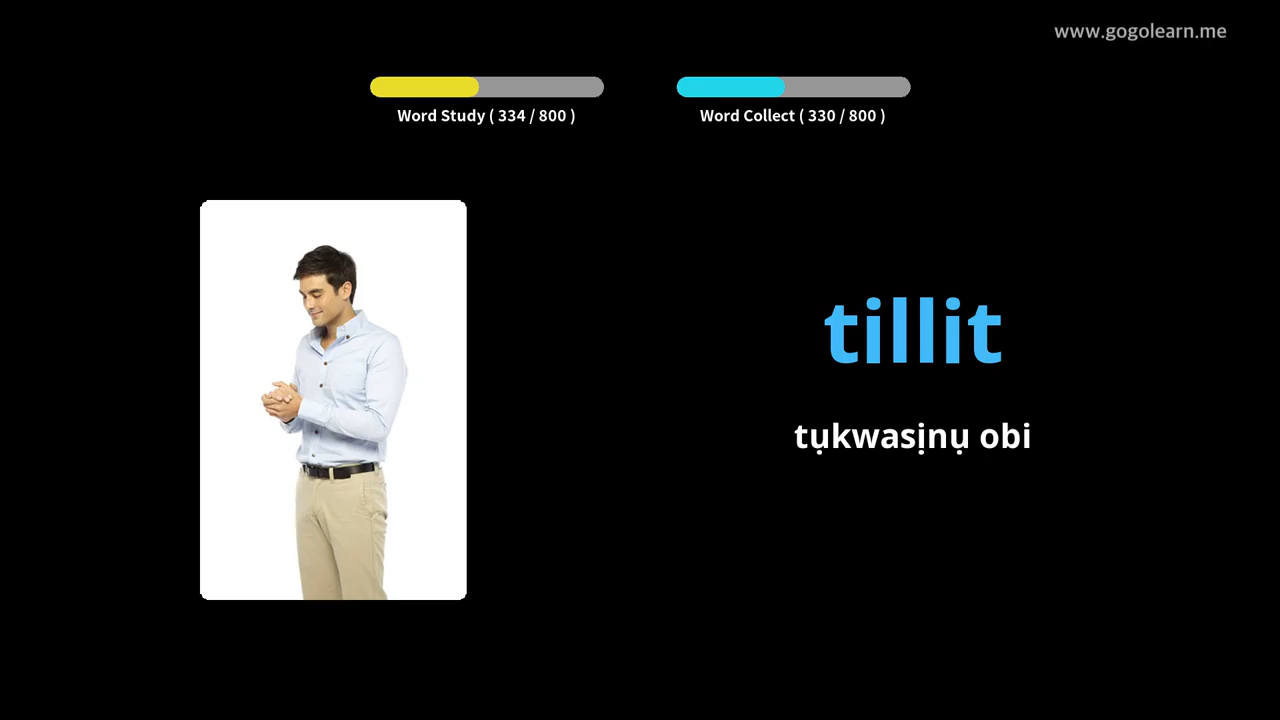 www.gogolearn.me
Word Study ( 334 / 800 )
Word Collect ( 330 / 800 )
tillit
tụkwasịnụ obi